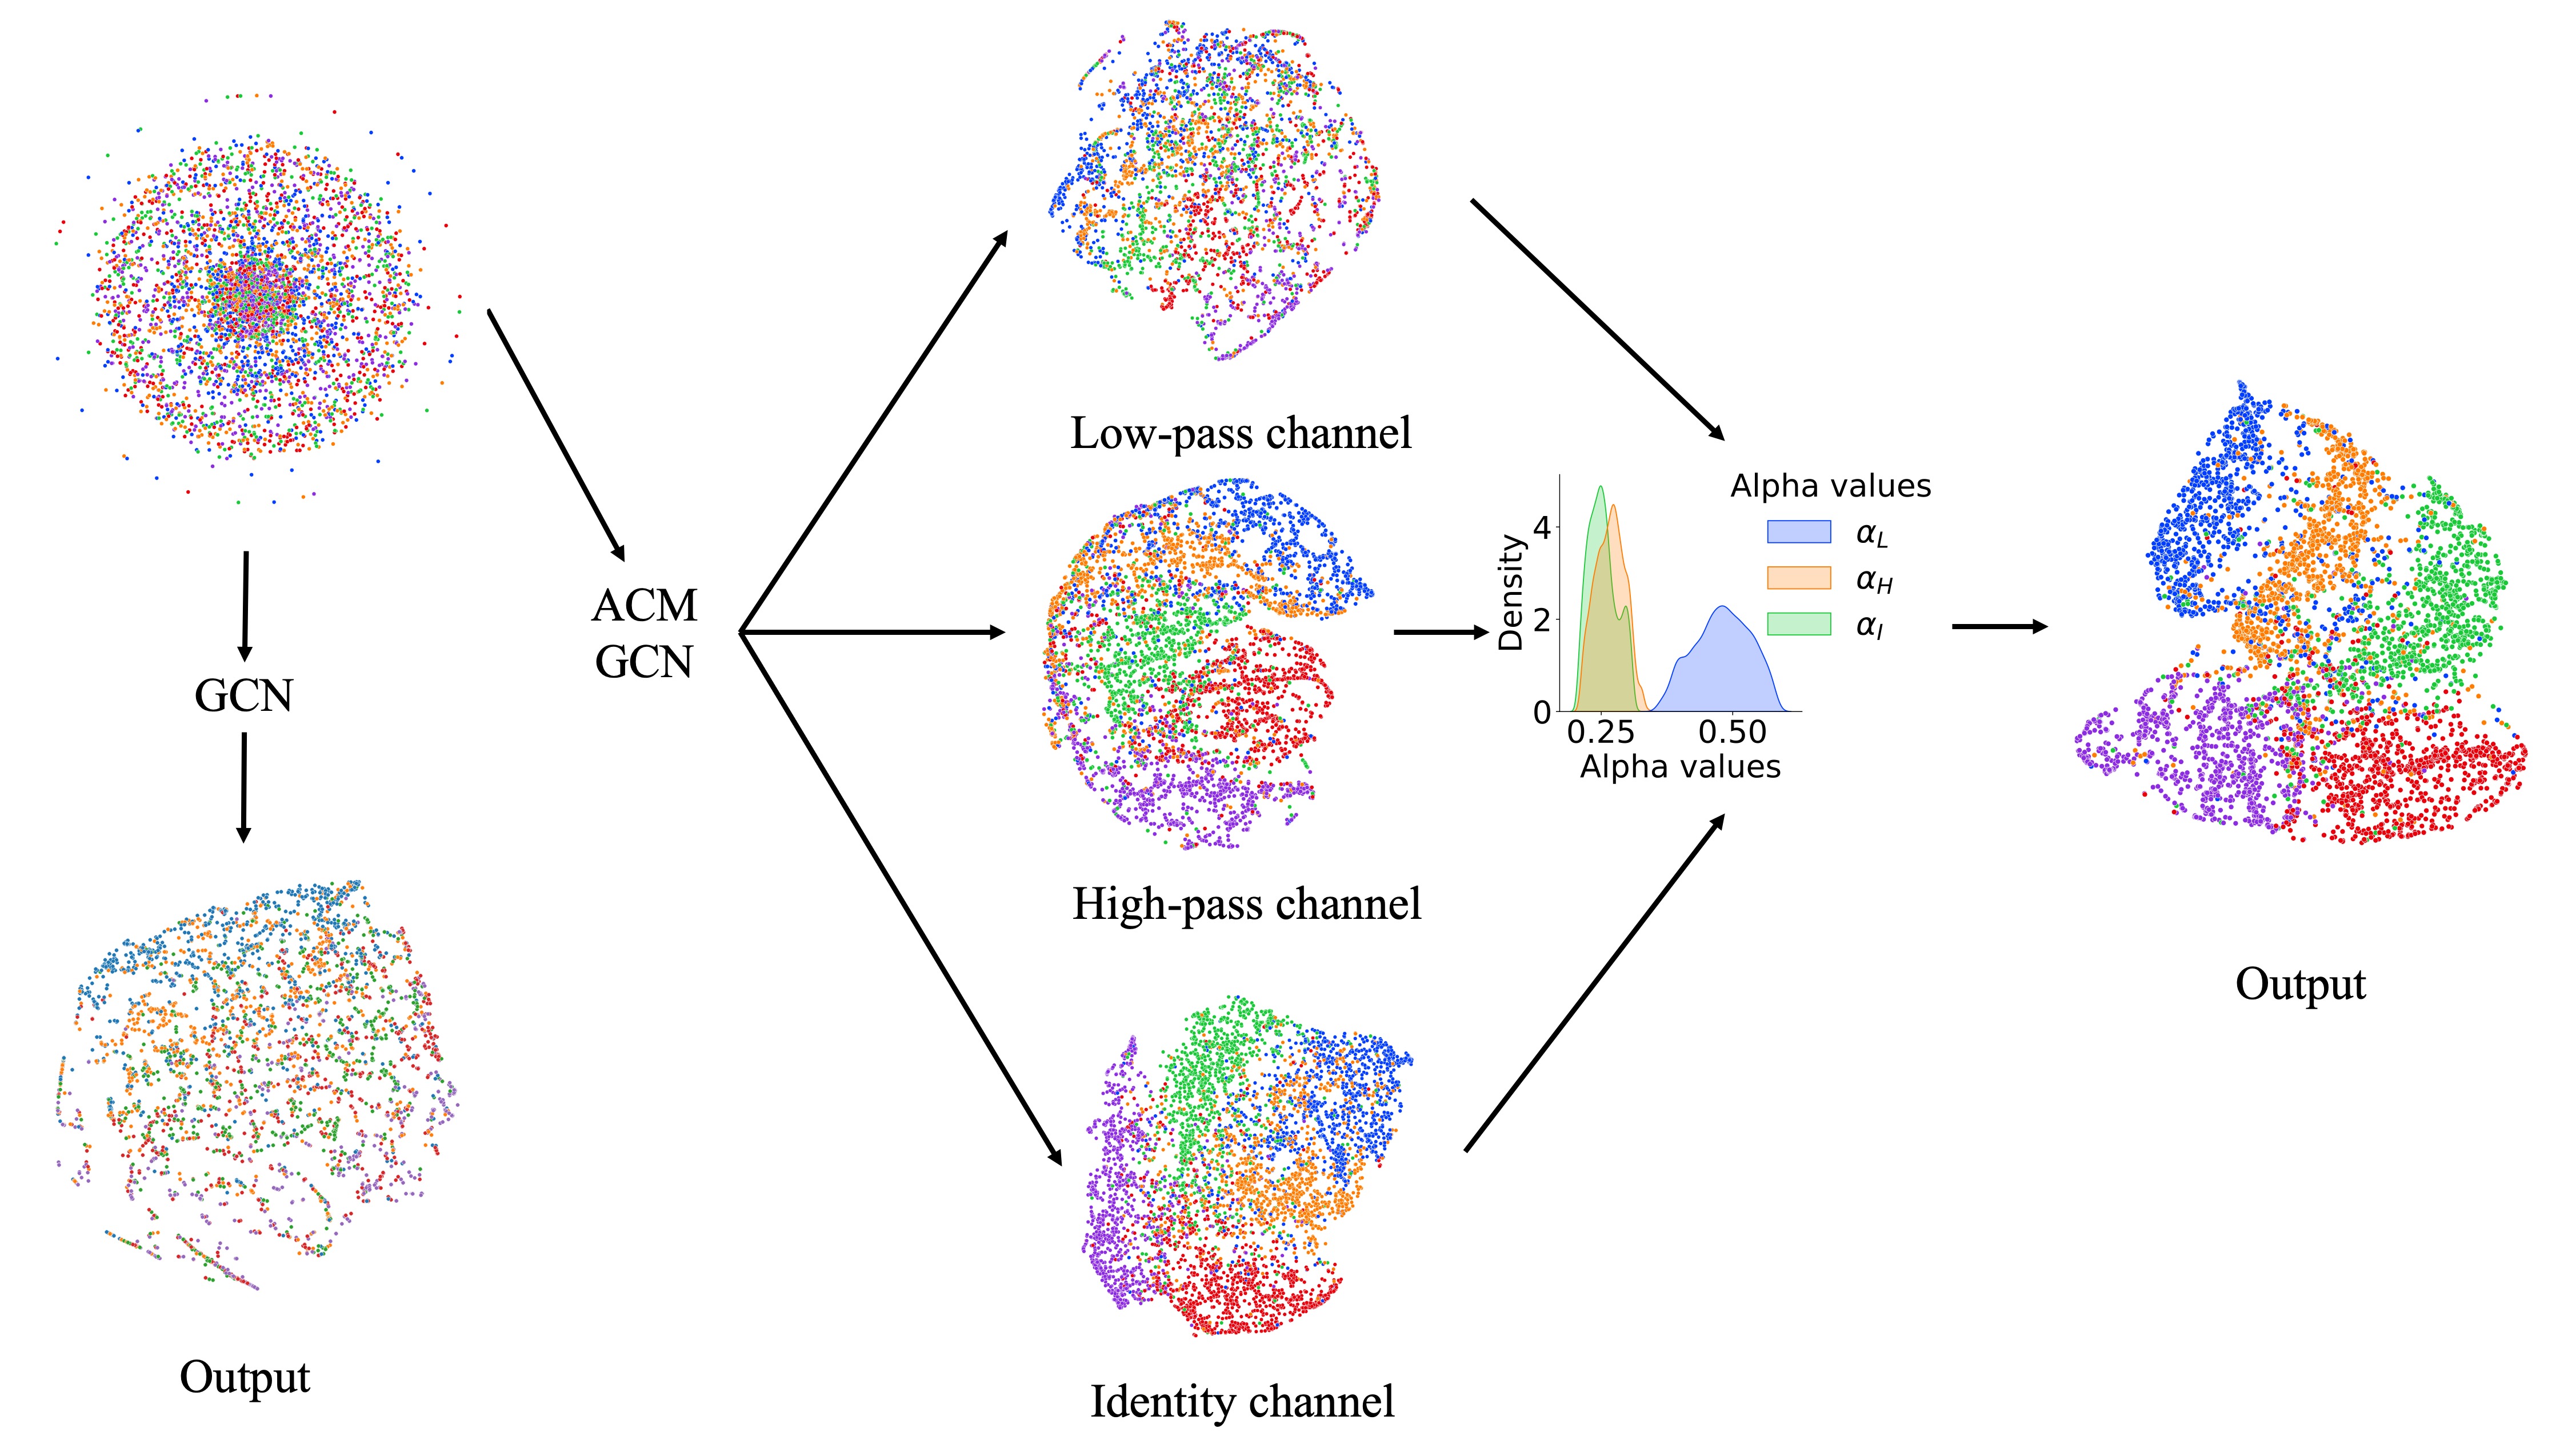 GCN
Output
ACM
GCN
Low-pass channel
High-pass channel
Identity channel
Density
4
2
0
0.25 0.50
Alpha values
Alpha values
α_L
α_H
α_I
Output